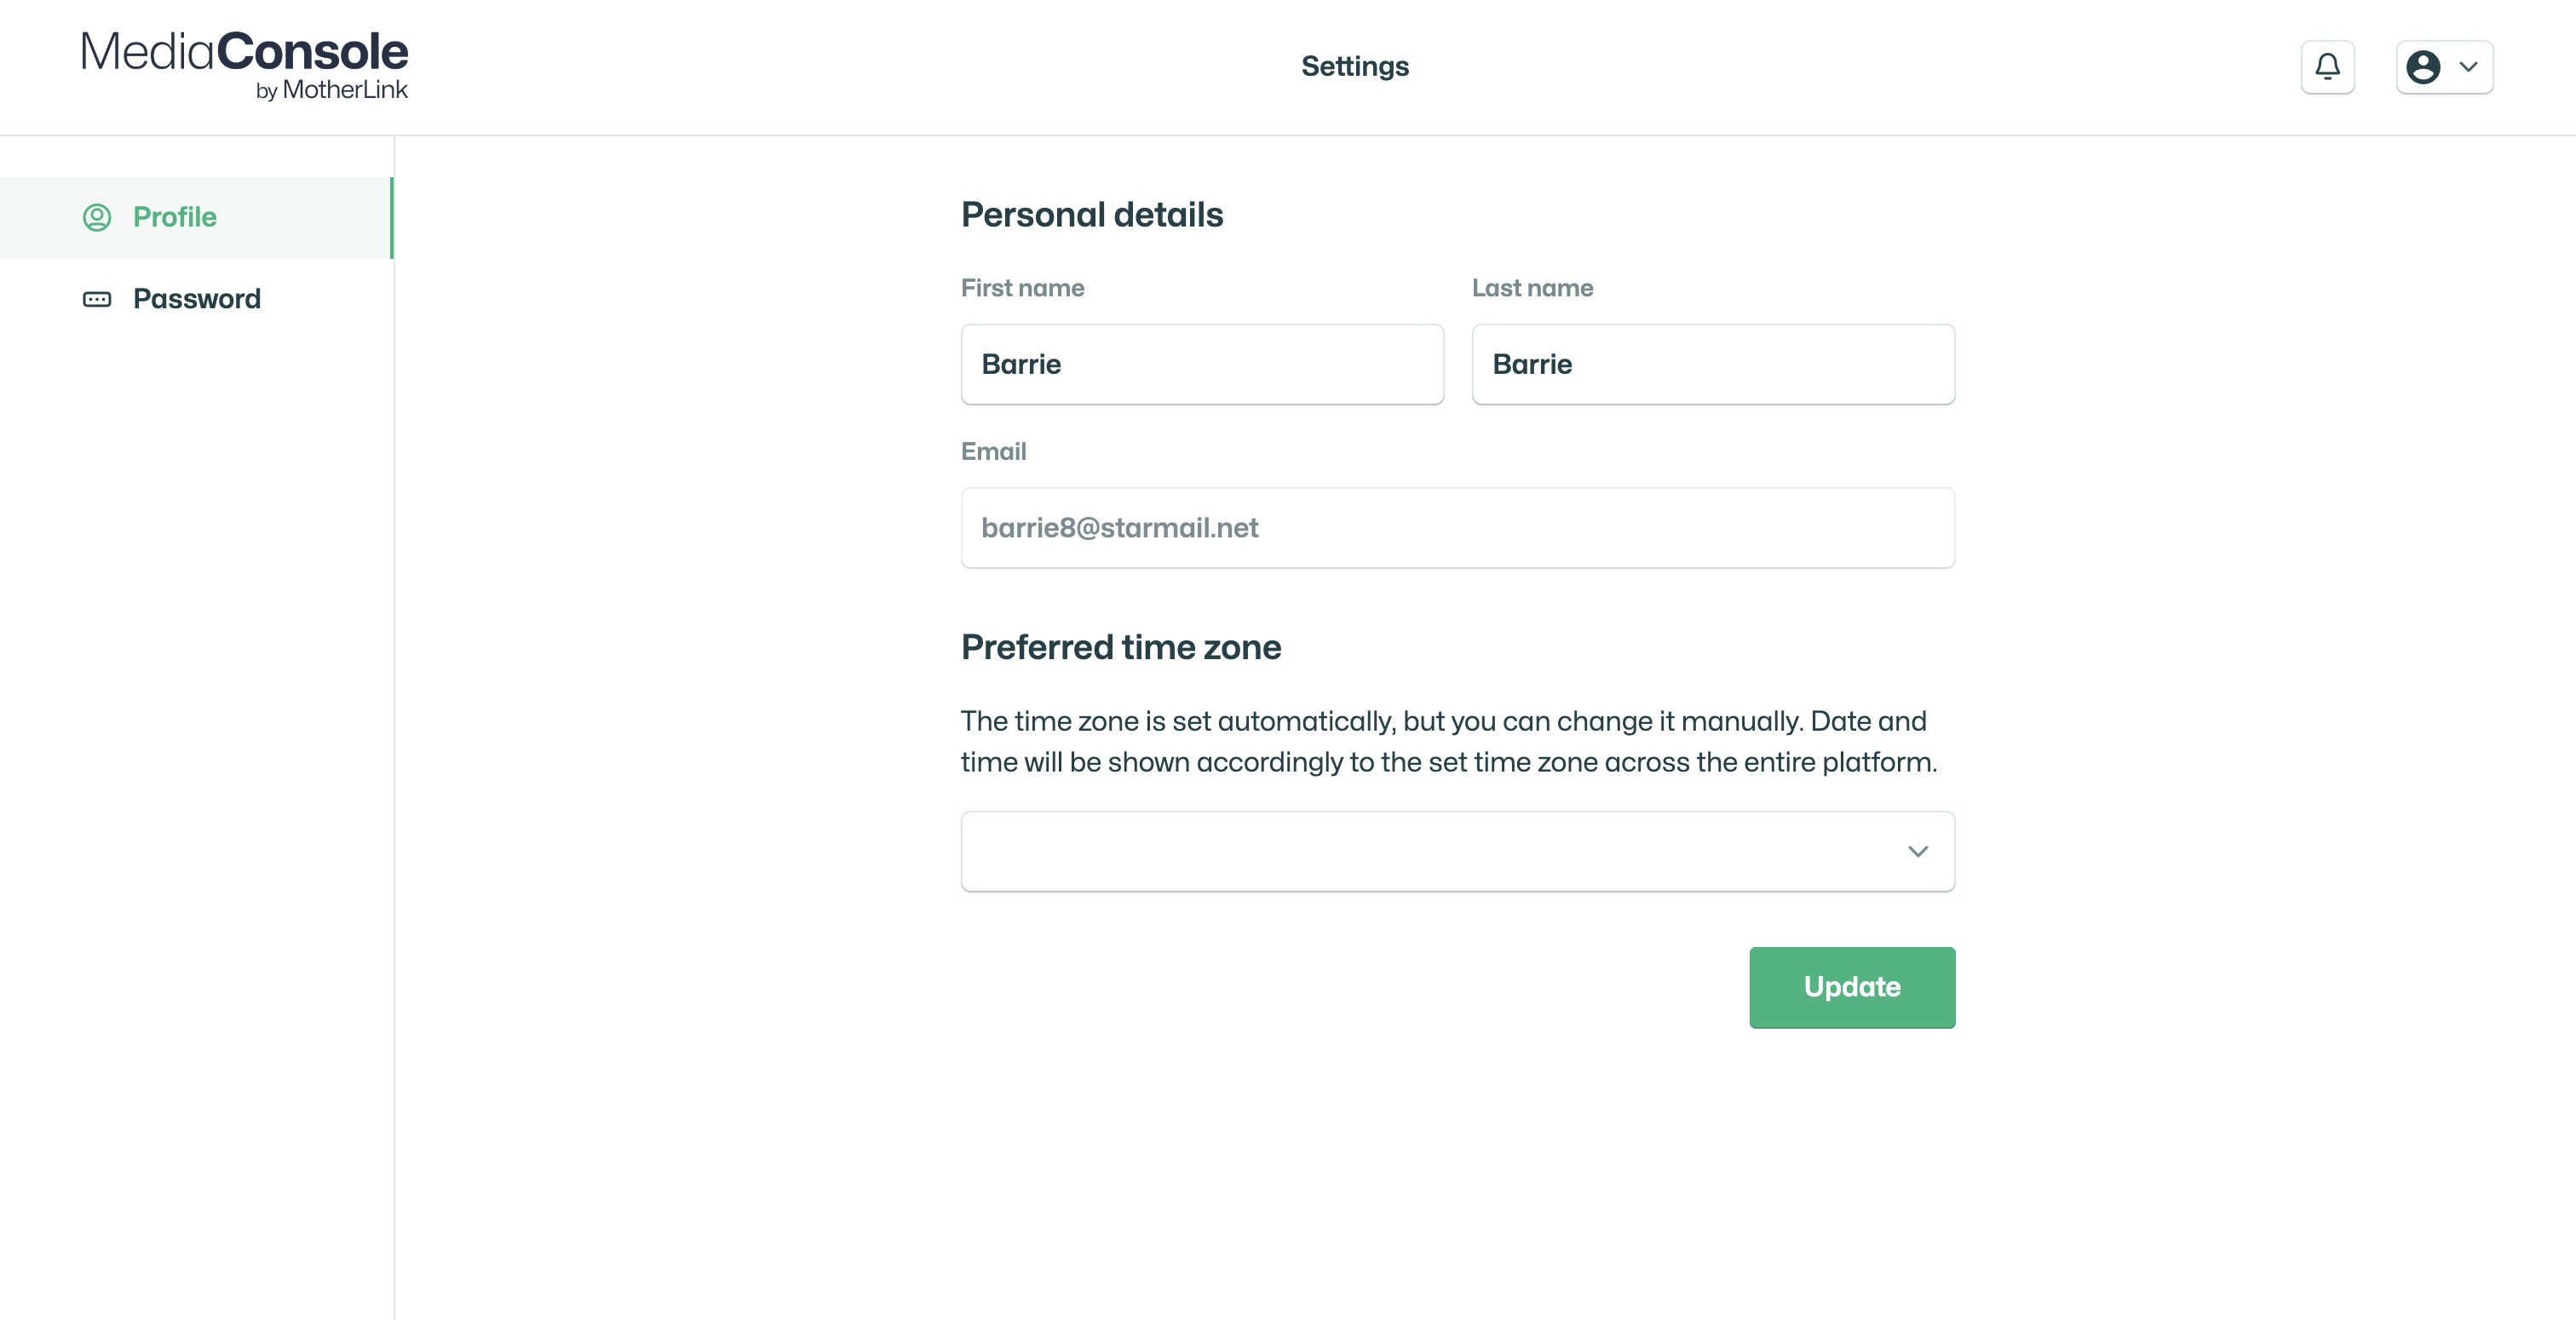 MediaConsole
by MotherLink
Settings
Profile
Password
Personal details
First name
Last name
Barrie
Barrie
Email
barrie8@starmail.net
Preferred time zone
The time zone is set automatically, but you can change it manually. Date and
time will be shown accordingly to the set time zone across the entire platform.
Update